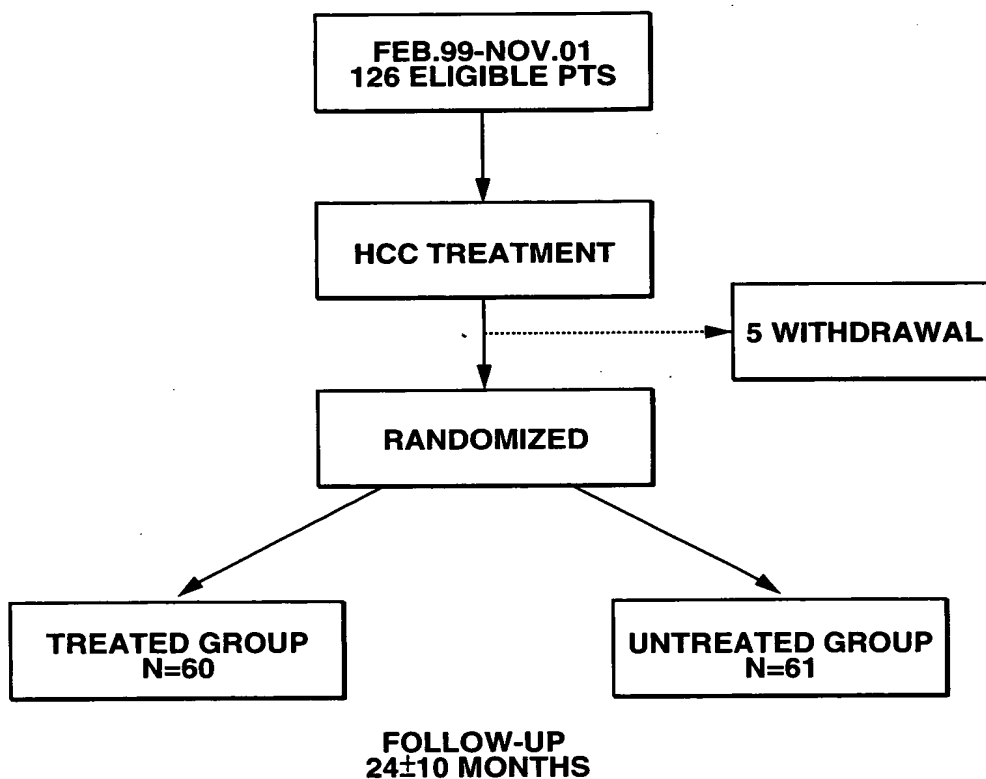 FEB.99-NOV.01
126 ELIGIBLE PTS
HCC TREATMENT
5 WITHDRAWAL
RANDOMIZED
TREATED GROUP
N=60
UNTREATED GROUP
N=61
FOLLOW-UP
24±10 MONTHS